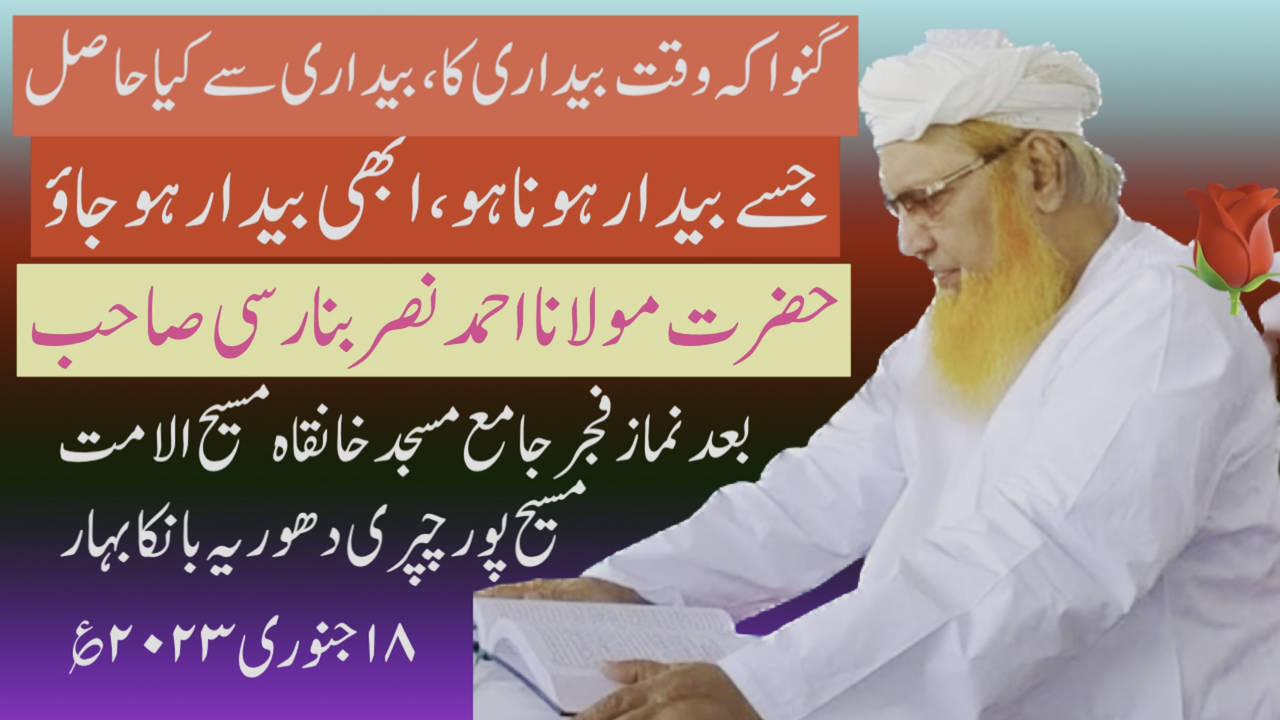 گنوا کہ وقت بیداری کا، بیداری سے کیا حاصل
جسے بیدار ہونا ہو، ابھی بیدار ہو جاؤ
حضرت مولانا احمد نصر بنارسی صاحب
بعد نماز فجر جامع مسجد خانقاہ مسیح الامت
مسیح پور چپری دھوریہ بانکا بہار
۱۸ جنوری ۲۰۲۳ ع